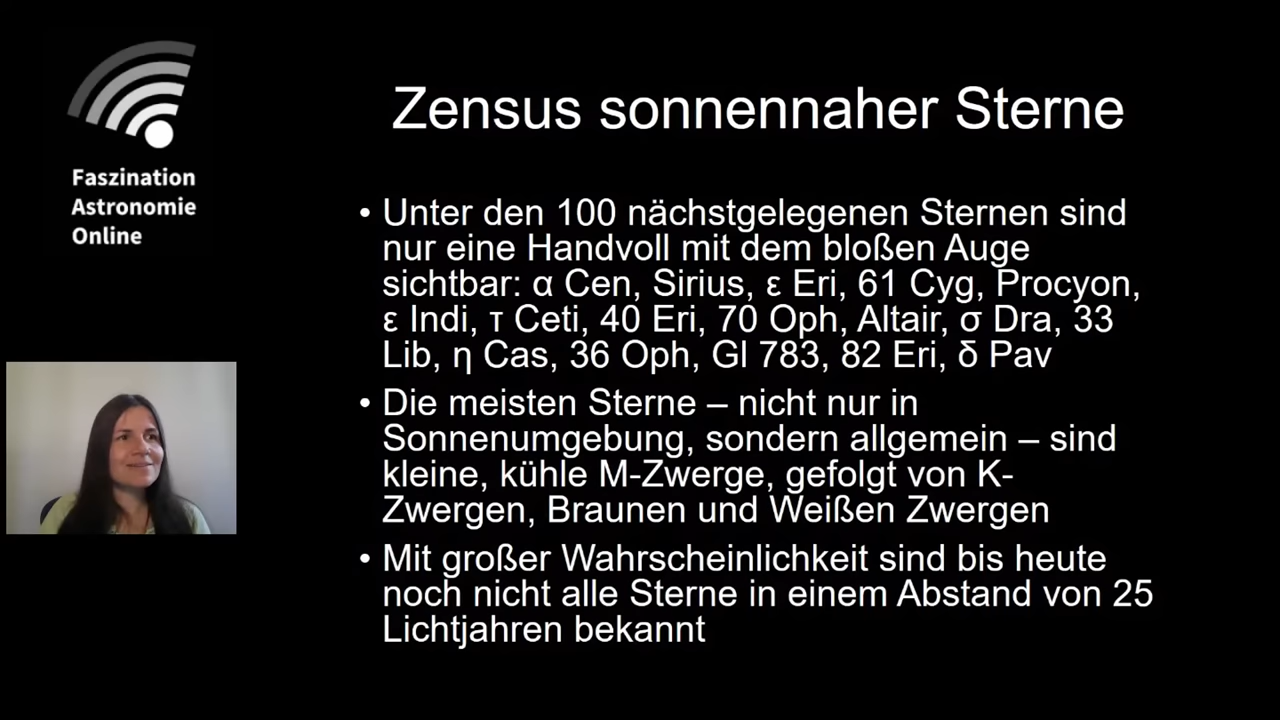 Faszination
Astronomie
Online
Zensus sonnennaher Sterne
• Unter den 100 nächstgelegenen Sternen sind
nur eine Handvoll mit dem bloßen Auge
sichtbar: α Cen, Sirius, ε Eri, 61 Cyg, Procyon,
ε Indi, τ Ceti, 40 Eri, 70 Oph, Altair, σ Dra, 33
Lib, η Cas, 36 Oph, Gl 783, 82 Eri, δ Pav
• Die meisten Sterne – nicht nur in
Sonnenumgebung, sondern allgemein – sind
kleine, kühle M-Zwerge, gefolgt von K-
Zwergen, Braunen und Weißen Zwergen
• Mit großer Wahrscheinlichkeit sind bis heute
noch nicht alle Sterne in einem Abstand von 25
Lichtjahren bekannt